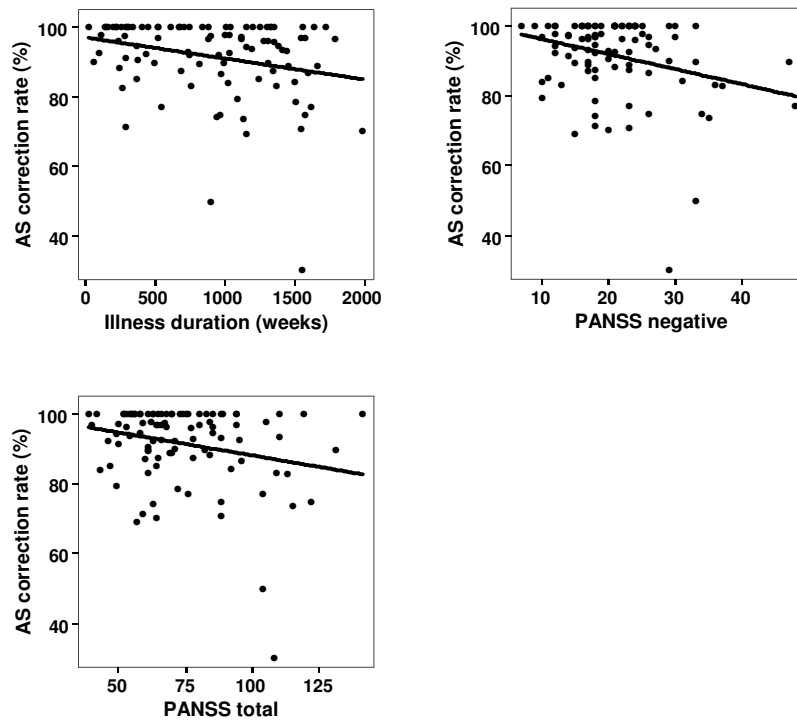 AS correction rate (%)
100
80
60
40
0 500 1000 1500 2000
Illness duration (weeks)
AS correction rate (%)
100
80
60
40
10 20 30 40
PANSS negative
AS correction rate (%)
100
80
60
40
50 75 100 125
PANSS total